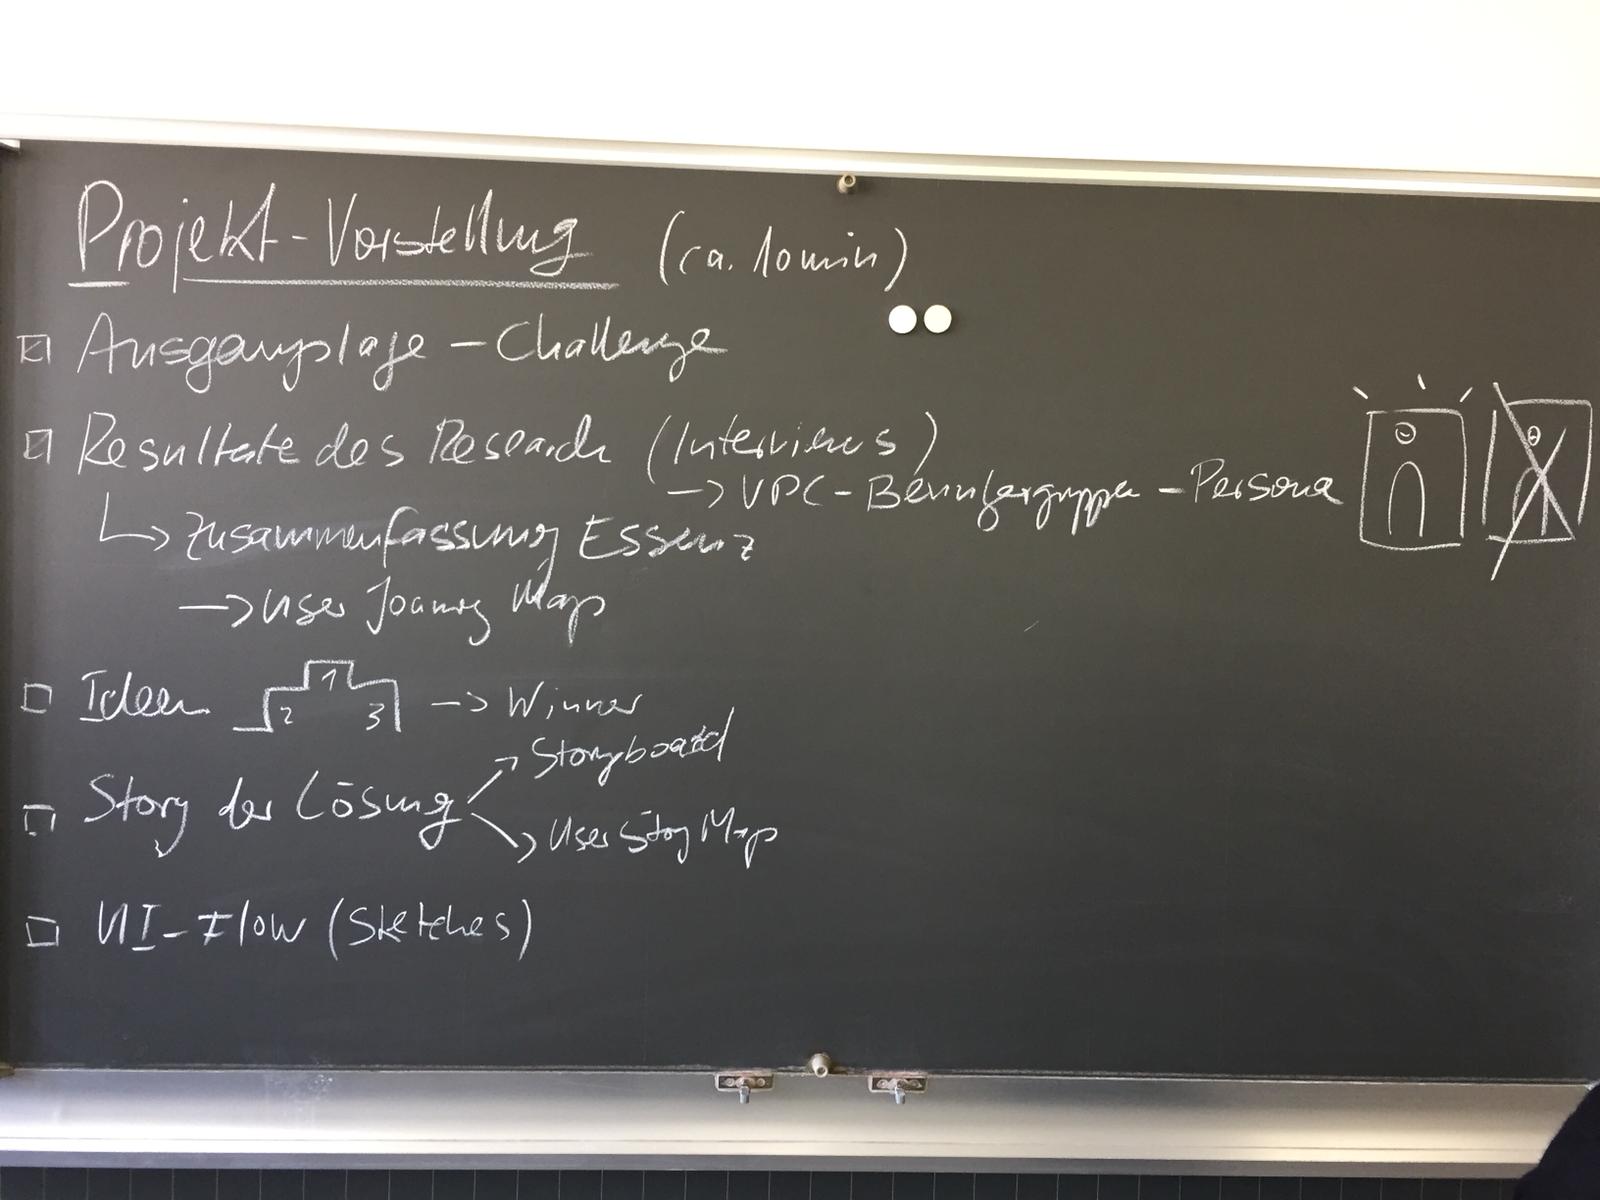 Projekt-Vorstellung (ca. 10min)
Ausgangslage - Challenge
Resultate des Research (Interviews)
→ VPC - Benutzergruppe - Persona
↳ Zusammenfassung Essenz
→ User Journey Map
Ideen 2 1 3 → Winner
Story der Lösung
→ Storyboard
→ User Story Map
UI-Flow (Sketches)